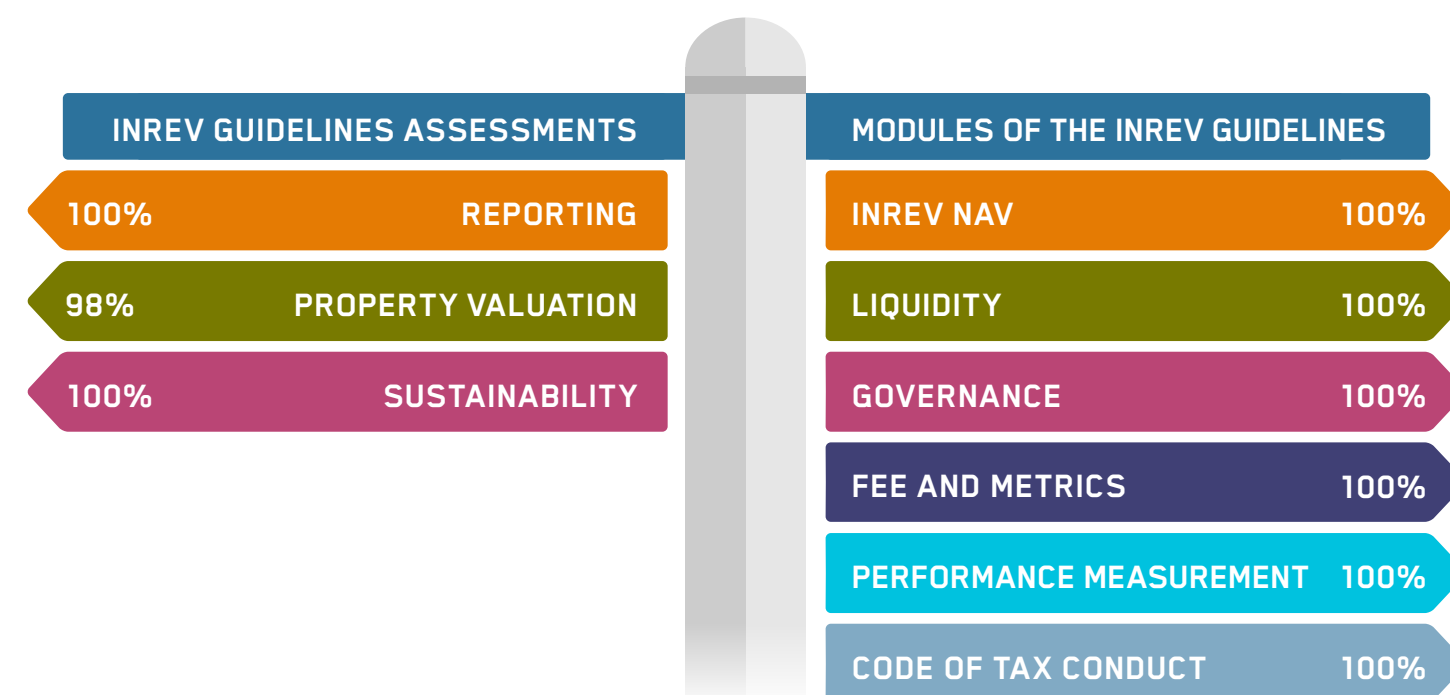 INREV GUIDELINES ASSESSMENTS
100% REPORTING
98% PROPERTY VALUATION
100% SUSTAINABILITY
MODULES OF THE INREV GUIDELINES
INREV NAV 100%
LIQUIDITY 100%
GOVERNANCE 100%
FEE AND METRICS 100%
PERFORMANCE MEASUREMENT 100%
CODE OF TAX CONDUCT 100%